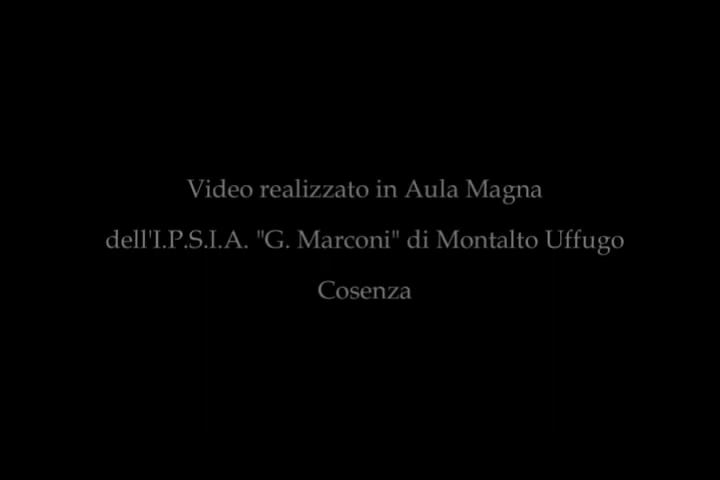 Video realizzato in Aula Magna
dell'I.P.S.I.A. "G. Marconi" di Montalto Uffugo
Cosenza